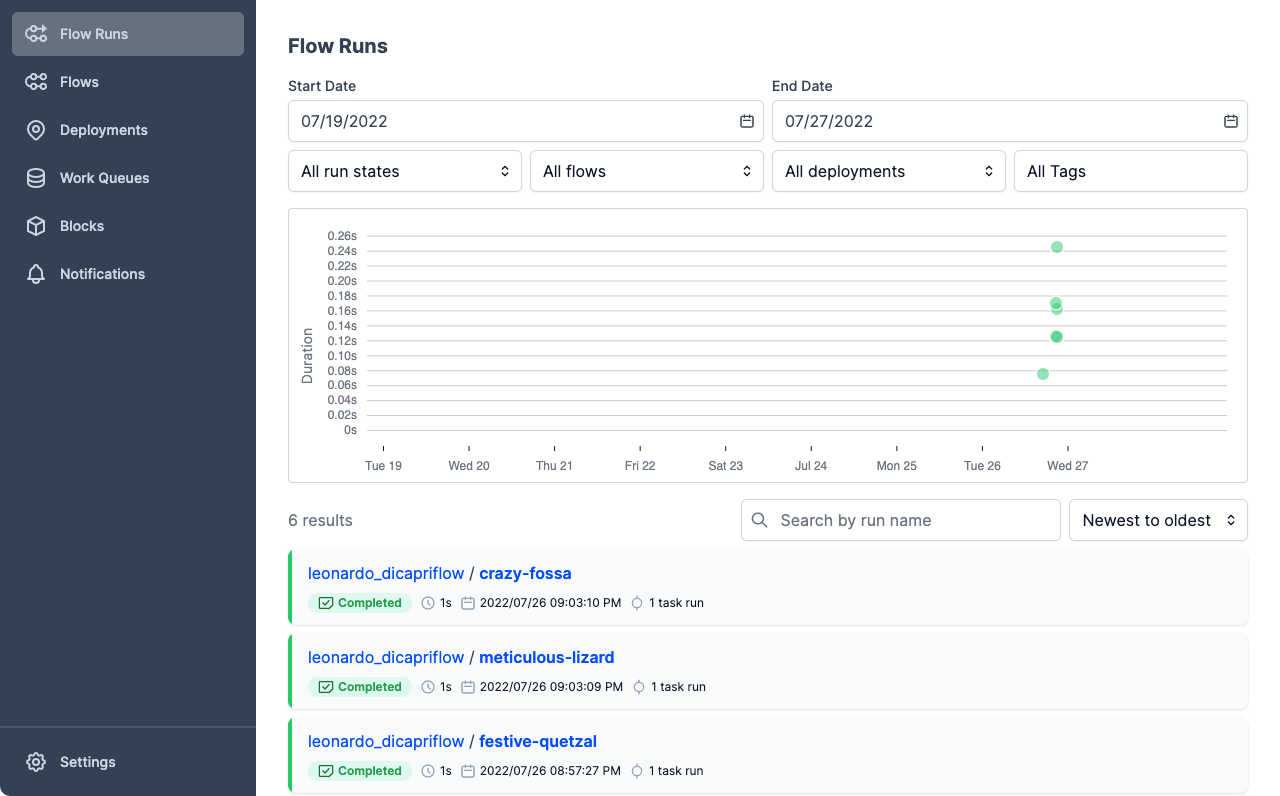 Flow Runs
Flows
Deployments
Work Queues
Blocks
Notifications
Settings
Flow Runs
Start Date End Date
07/19/2022 07/27/2022
All run states All flows All deployments All Tags
Duration
0.26s
0.24s
0.22s
0.20s
0.18s
0.16s
0.14s
0.12s
0.10s
0.08s
0.06s
0.04s
0.02s
0s
Tue 19 Wed 20 Thu 21 Fri 22 Sat 23 Jul 24 Mon 25 Tue 26 Wed 27
6 results Search by run name Newest to oldest
leonardo_dicapriflow / crazy-fossa
Completed 1s 2022/07/26 09:03:10 PM 1 task run
leonardo_dicapriflow / meticulous-lizard
Completed 1s 2022/07/26 09:03:09 PM 1 task run
leonardo_dicapriflow / festive-quetzal
Completed 1s 2022/07/26 08:57:27 PM 1 task run